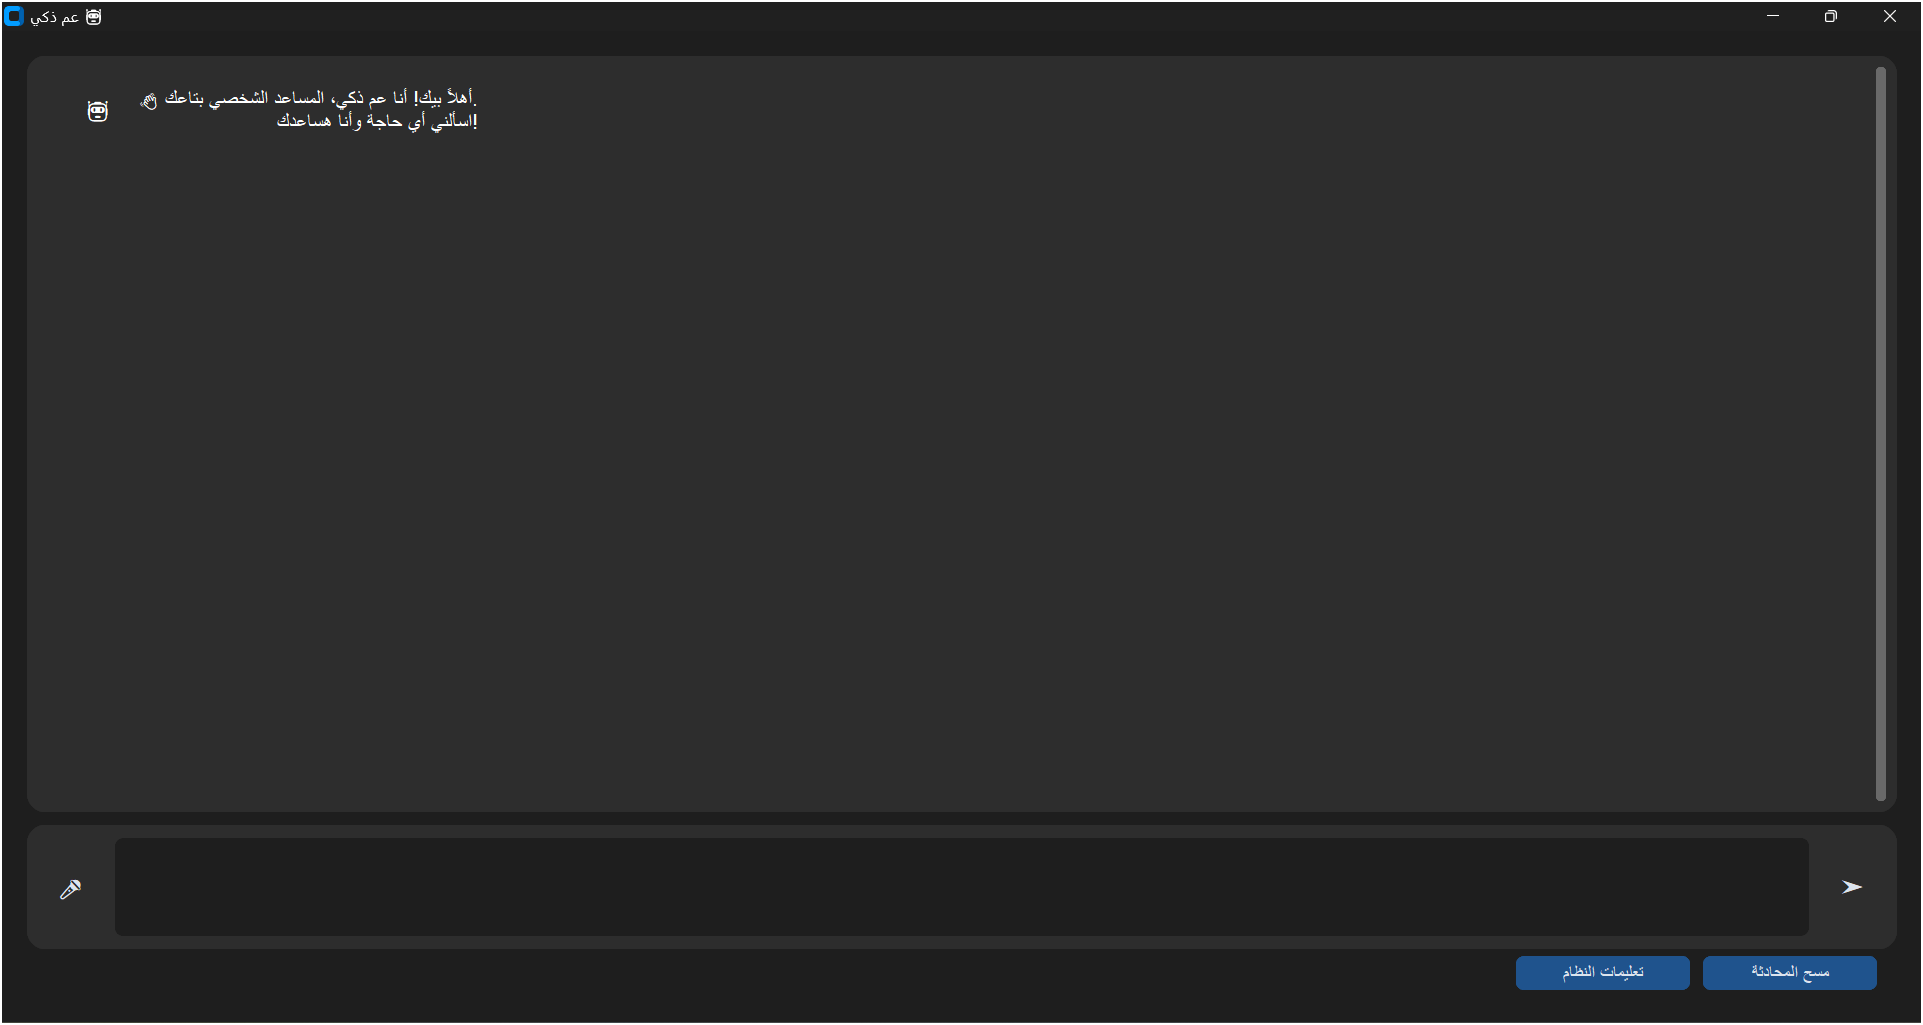 عم ذكي 🤖
أهلاً بيك! أنا عم ذكي، المساعد الشخصي بتاعك 👋.
اسألني أي حاجة وأنا هساعدك!
مسح المحادثة
تعليمات النظام